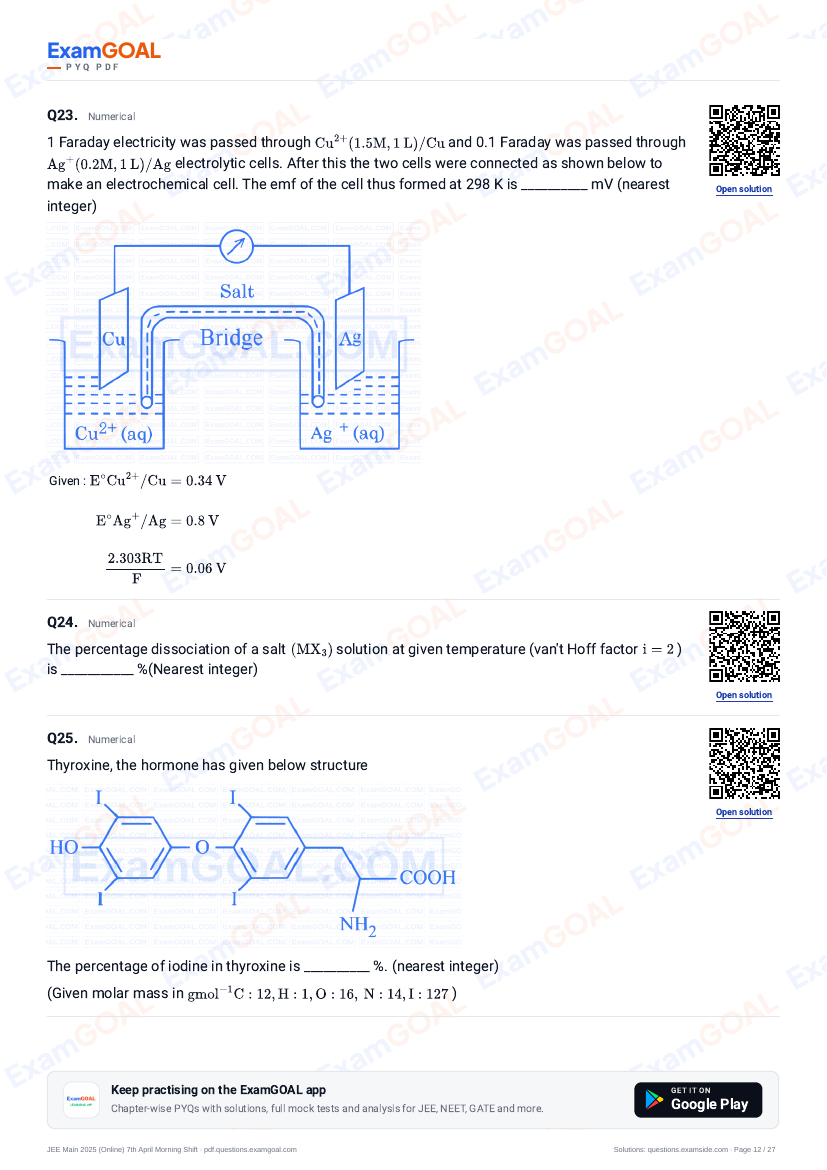 ExamGOAL
PYQ PDF
Q23. Numerical
1 Faraday electricity was passed through Cu²⁺(1.5M, 1 L)/Cu and 0.1 Faraday was passed through
Ag⁺(0.2M, 1 L)/Ag electrolytic cells. After this the two cells were connected as shown below to
make an electrochemical cell. The emf of the cell thus formed at 298 K is __________ mV (nearest
integer)
Open solution
Salt
Cu
Bridge
Ag
Cu²⁺ (aq)
Ag ⁺ (aq)
Given : E°Cu²⁺/Cu = 0.34 V
E°Ag⁺/Ag = 0.8 V
2.303RT
F
= 0.06 V
Q24. Numerical
The percentage dissociation of a salt (MX₃) solution at given temperature (van't Hoff factor i = 2 )
is ___________ %(Nearest integer)
Open solution
Q25. Numerical
Thyroxine, the hormone has given below structure
Open solution
I I
HO O
COOH
I I
NH₂
ExamGOAL.COM
The percentage of iodine in thyroxine is __________ %. (nearest integer)
(Given molar mass in gmol⁻¹C : 12, H : 1, O : 16, N : 14, I : 127 )
Keep practising on the ExamGOAL app
Chapter-wise PYQs with solutions, full mock tests and analysis for JEE, NEET, GATE and more.
GET IT ON
Google Play
JEE Main 2025 (Online) 7th April Morning Shift · pdf.questions.examgoal.com
Solutions: questions.examside.com · Page 12 / 27